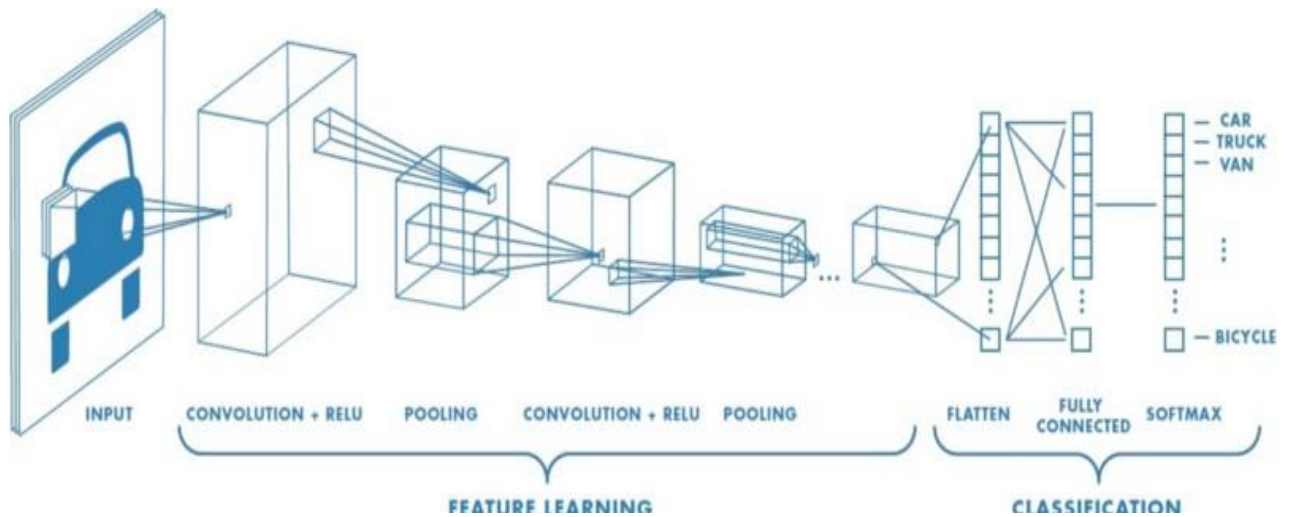 CAR
TRUCK
VAN
BICYCLE
INPUT
CONVOLUTION + RELU
POOLING
CONVOLUTION + RELU
POOLING
FLATTEN
FULLY
CONNECTED
SOFTMAX
FEATURE LEARNING
CLASSIFICATION